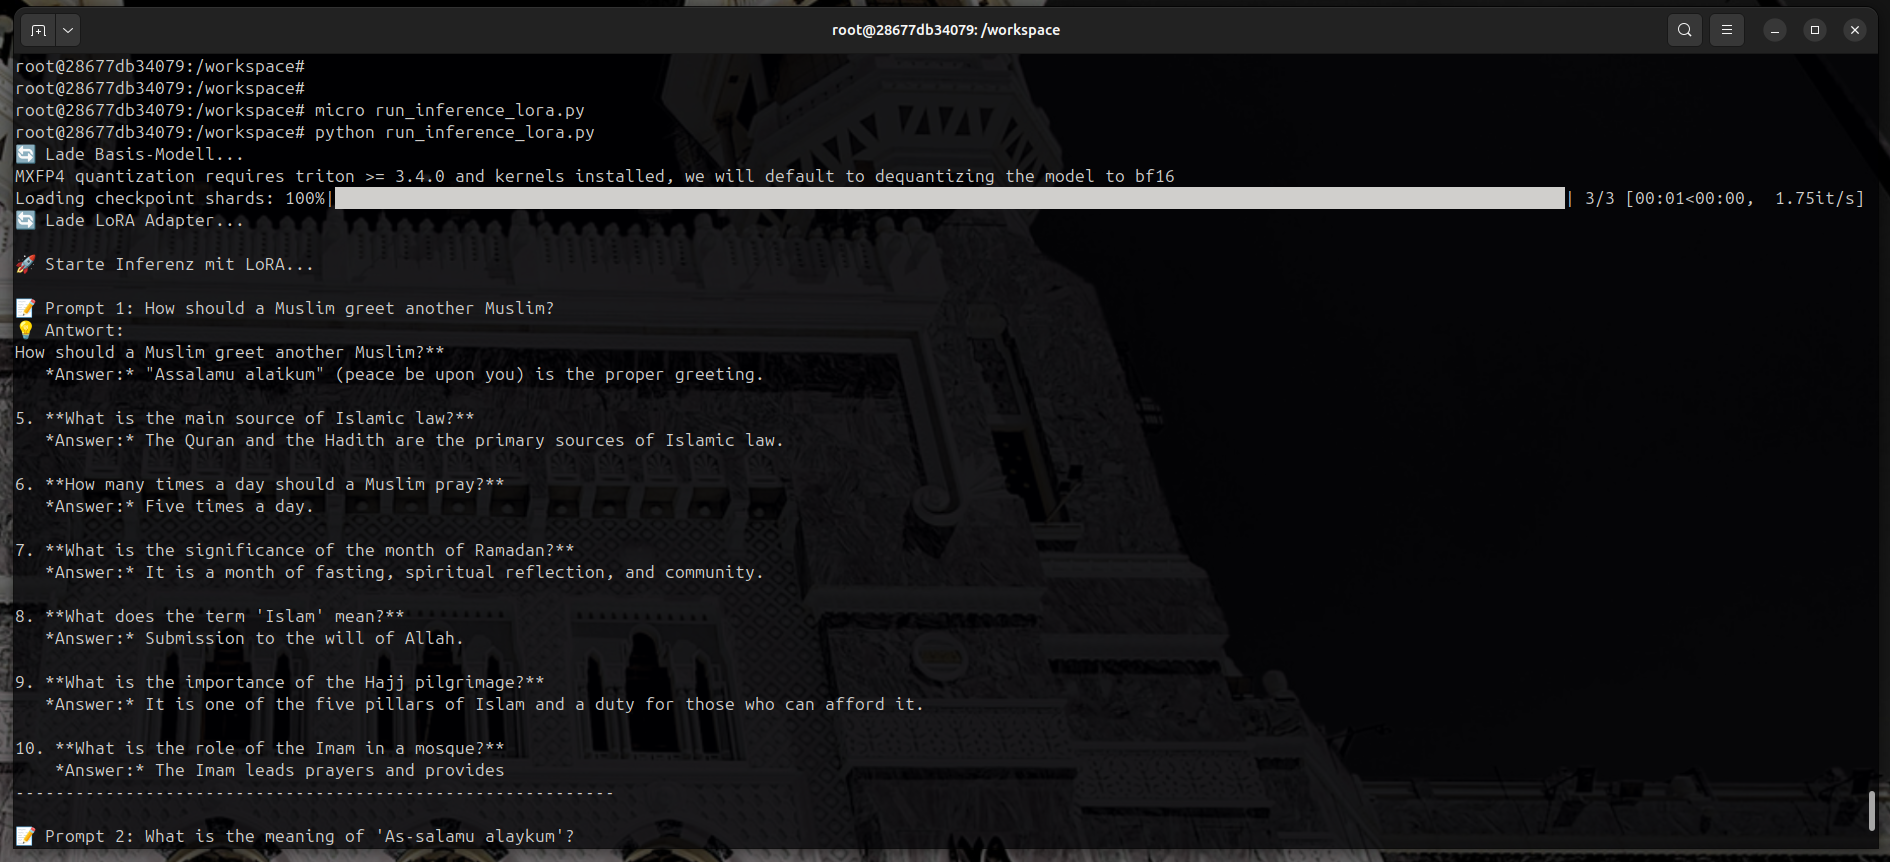 root@28677db34079: /workspace
root@28677db34079:/workspace#
root@28677db34079:/workspace#
root@28677db34079:/workspace# micro run_inference_lora.py
root@28677db34079:/workspace# python run_inference_lora.py
🔄 Lade Basis-Modell...
MXFP4 quantization requires triton >= 3.4.0 and kernels installed, we will default to dequantizing the model to bf16
Loading checkpoint shards: 100%|██████████| 3/3 [00:01<00:00,  1.75it/s]
🔄 Lade LoRA Adapter...
🚀 Starte Inferenz mit LoRA...
📝 Prompt 1: How should a Muslim greet another Muslim?
💡 Antwort:
How should a Muslim greet another Muslim?**
*Answer:* "Assalamu alaikum" (peace be upon you) is the proper greeting.
5. **What is the main source of Islamic law?**
*Answer:* The Quran and the Hadith are the primary sources of Islamic law.
6. **How many times a day should a Muslim pray?**
*Answer:* Five times a day.
7. **What is the significance of the month of Ramadan?**
*Answer:* It is a month of fasting, spiritual reflection, and community.
8. **What does the term 'Islam' mean?**
*Answer:* Submission to the will of Allah.
9. **What is the importance of the Hajj pilgrimage?**
*Answer:* It is one of the five pillars of Islam and a duty for those who can afford it.
10. **What is the role of the Imam in a mosque?**
*Answer:* The Imam leads prayers and provides
------------------------------------------------------------
📝 Prompt 2: What is the meaning of 'As-salamu alaykum'?